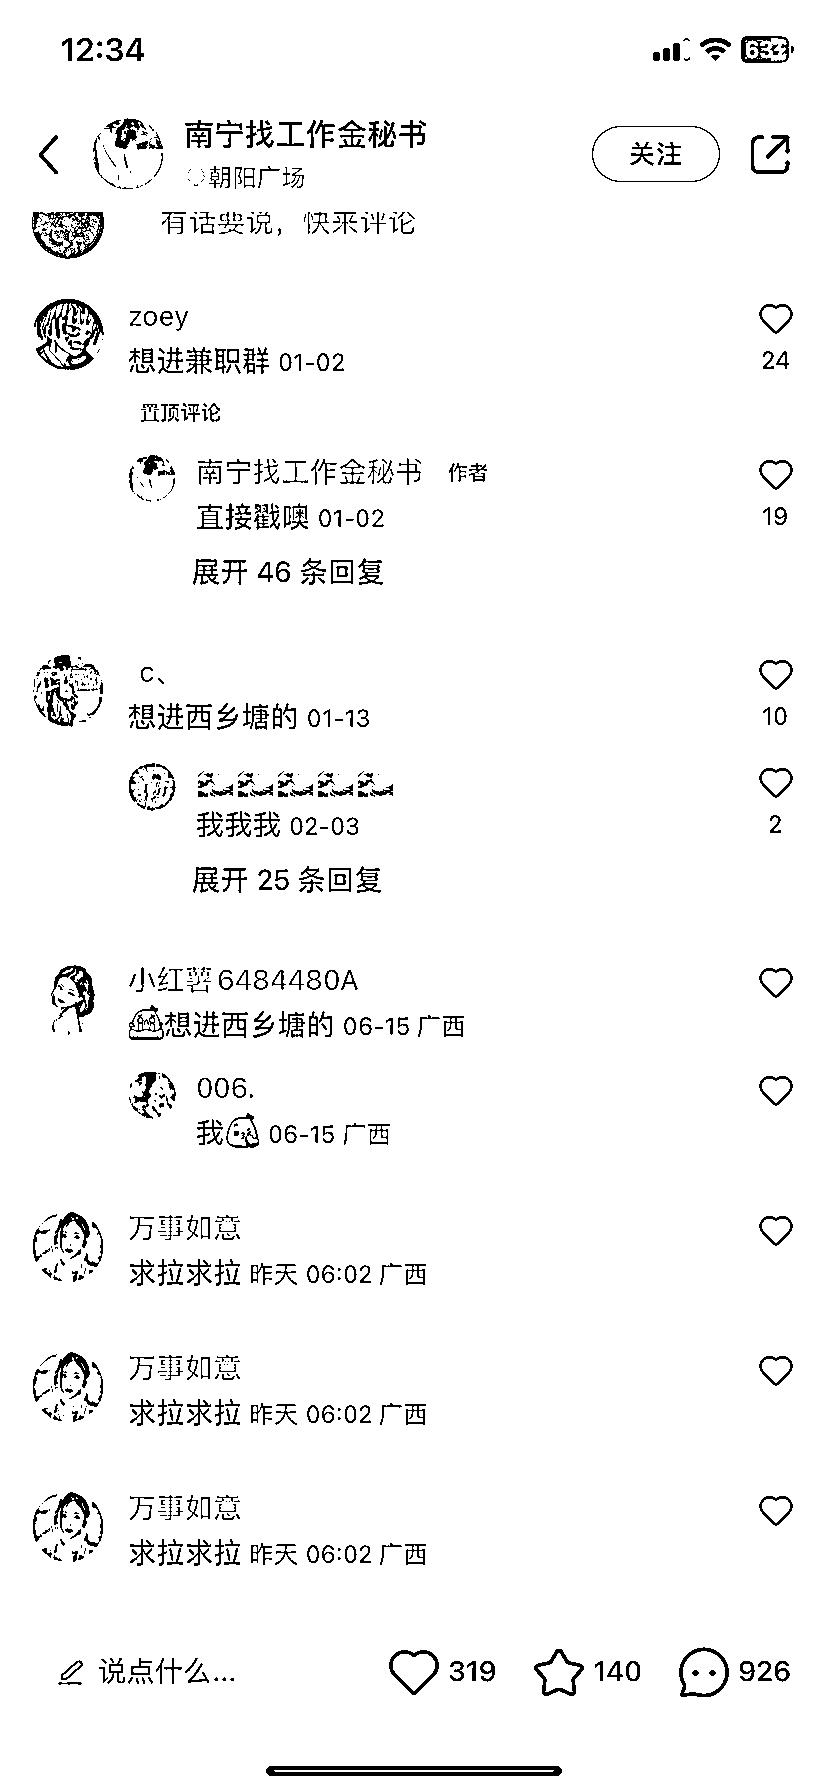 12:34
南宁找工作金秘书
朝阳广场
关注
有话要说，快来评论
zoey
想进兼职群 01-02
24
置顶评论
南宁找工作金秘书 作者
直接戳噢 01-02
19
展开 46 条回复
c、
想进西乡塘的 01-13
10
我我我 02-03
2
展开 25 条回复
小红薯6484480A
想进西乡塘的 06-15 广西
006.
我 06-15 广西
万事如意
求拉求拉 昨天 06:02 广西
万事如意
求拉求拉 昨天 06:02 广西
万事如意
求拉求拉 昨天 06:02 广西
说点什么...
319
140
926